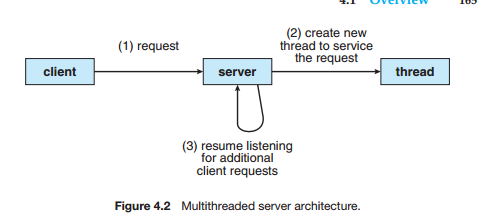 4.1 Overview 165
(2) create new
(1) request
thread to service
the request
client
server
thread
(3) resume listening
for additional
client requests
Figure 4.2 Multithreaded server architecture.